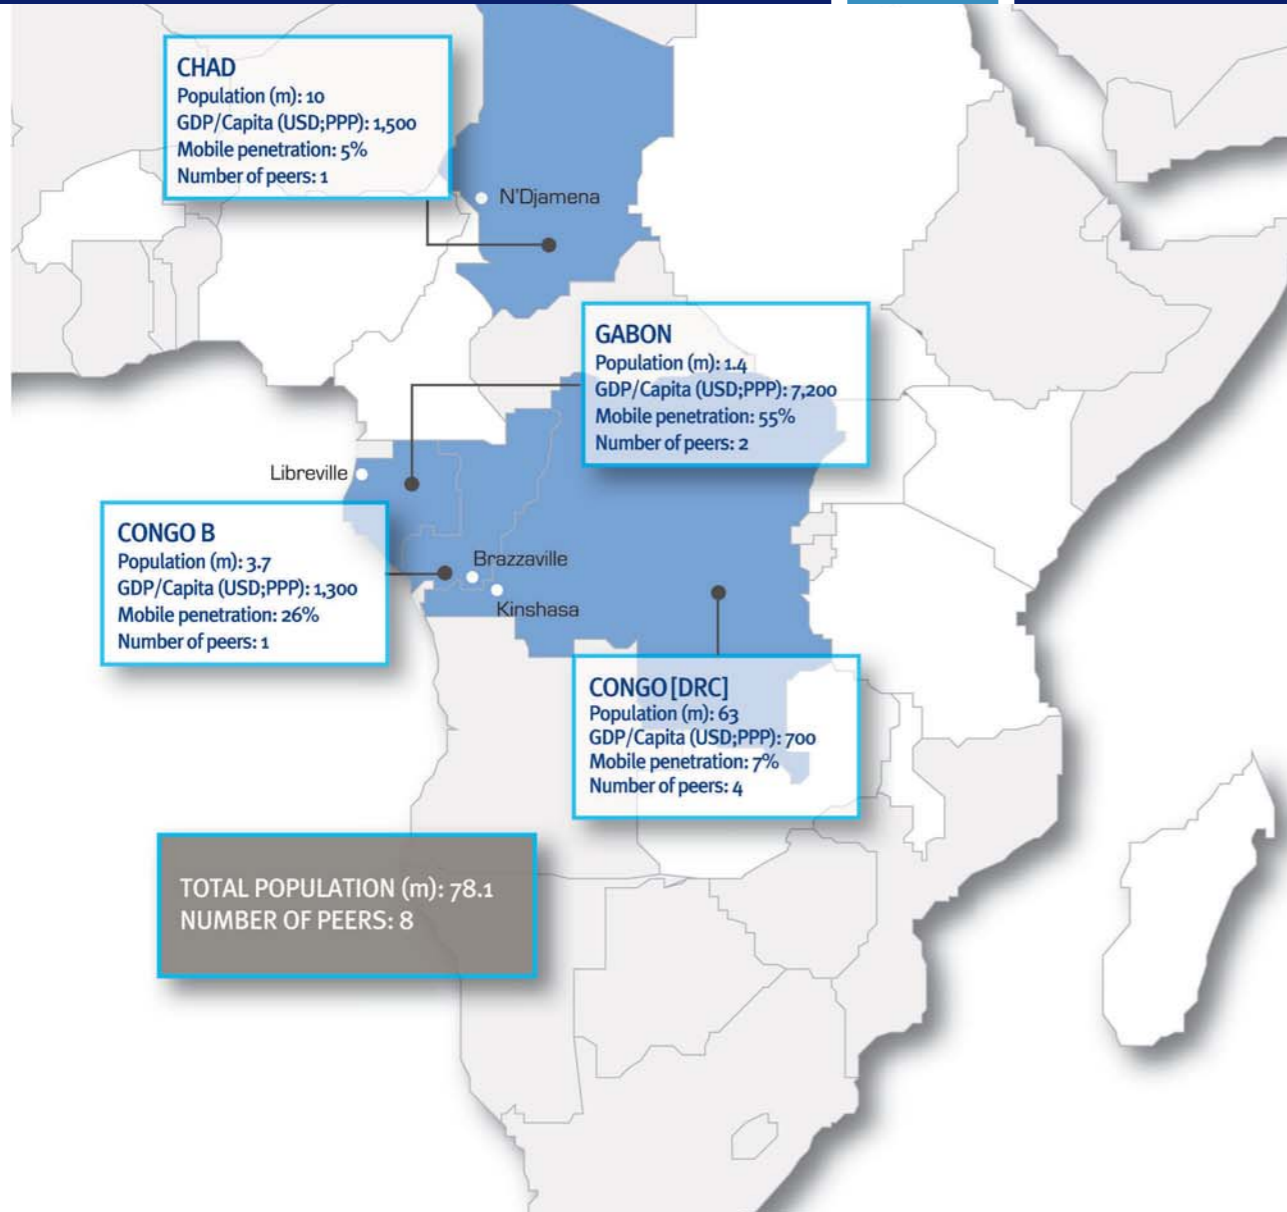 CHAD
Population (m): 10
GDP/Capita (USD;PPP): 1,500
Mobile penetration: 5%
Number of peers: 1
N'Djamena
GABON
Population (m): 1.4
GDP/Capita (USD;PPP): 7,200
Mobile penetration: 55%
Number of peers: 2
Libreville
CONGO B
Population (m): 3.7
GDP/Capita (USD;PPP): 1,300
Mobile penetration: 26%
Number of peers: 1
Brazzaville
Kinshasa
CONGO [DRC]
Population (m): 63
GDP/Capita (USD;PPP): 700
Mobile penetration: 7%
Number of peers: 4
TOTAL POPULATION (m): 78.1
NUMBER OF PEERS: 8